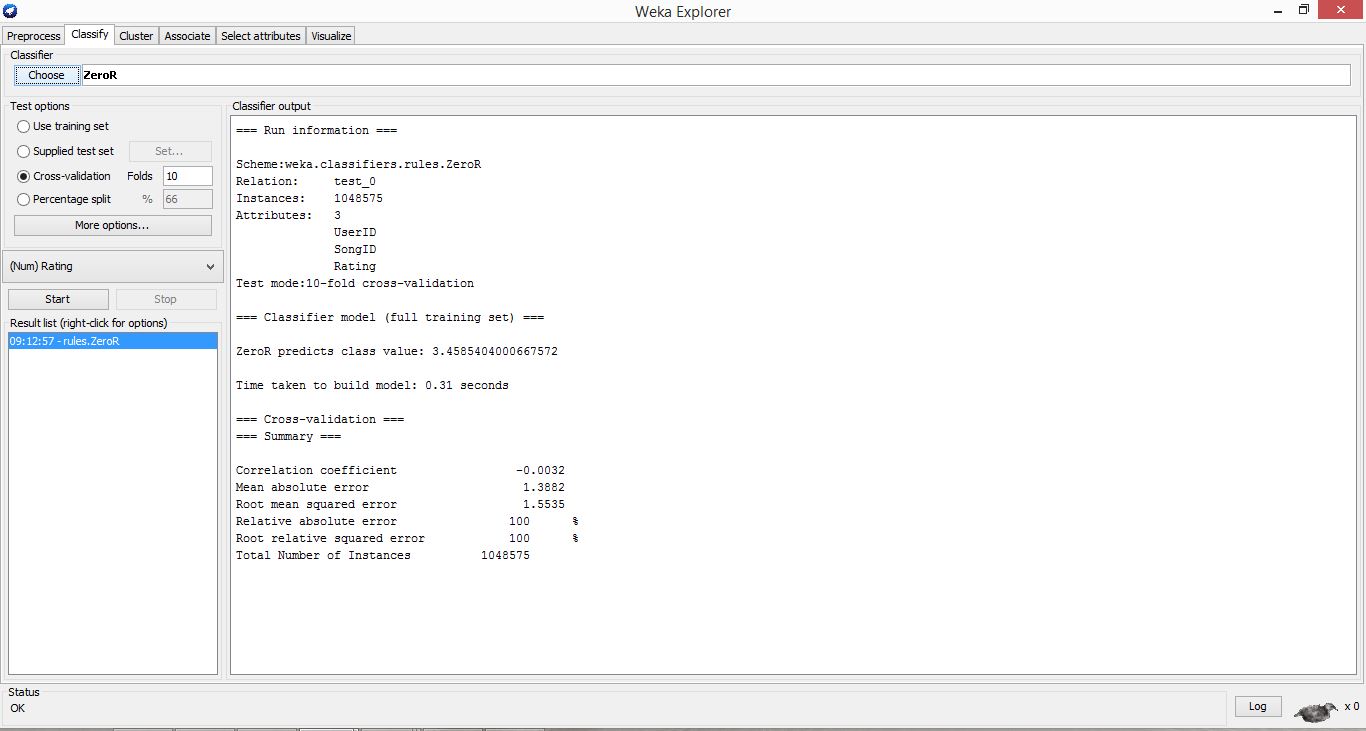 Weka Explorer
Preprocess Classify Cluster Associate Select attributes Visualize
Classifier
Choose ZeroR
Test options
Use training set
Supplied test set Set...
Cross-validation Folds 10
Percentage split % 66
More options...
(Num) Rating
Start Stop
Result list (right-click for options)
09:12:57 - rules.ZeroR
Classifier output
=== Run information ===
Scheme:weka.classifiers.rules.ZeroR
Relation: test_0
Instances: 1048575
Attributes: 3
UserID
SongID
Rating
Test mode:10-fold cross-validation
=== Classifier model (full training set) ===
ZeroR predicts class value: 3.4585404000667572
Time taken to build model: 0.31 seconds
=== Cross-validation ===
=== Summary ===
Correlation coefficient -0.0032
Mean absolute error 1.3882
Root mean squared error 1.5535
Relative absolute error 100 %
Root relative squared error 100 %
Total Number of Instances 1048575
Status
OK
Log x 0